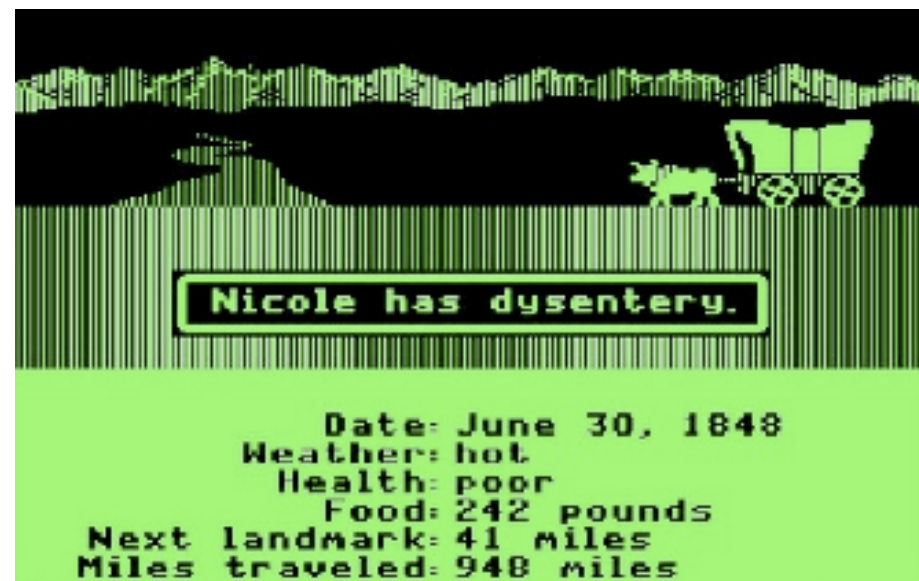 Nicole has dysentery.
Date: June 30, 1848
Weather: hot
Health: poor
Food: 242 pounds
Next landmark: 41 miles
Miles traveled: 948 miles